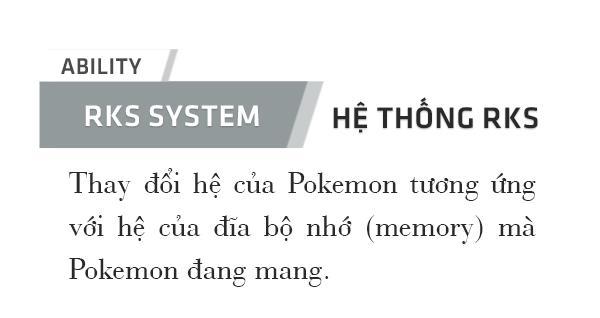 ABILITY
RKS SYSTEM HỆ THỐNG RKS
Thay đổi hệ của Pokemon tương ứng
với hệ của đĩa bộ nhớ (memory) mà
Pokemon đang mang.